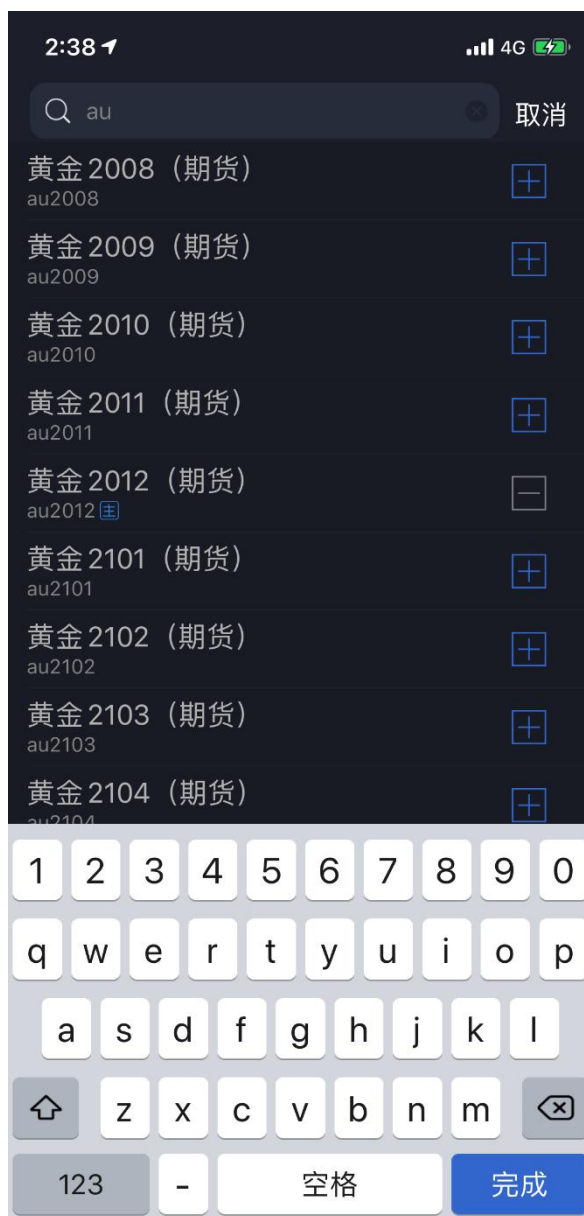 2:38
4G
au
取消
黄金2008（期货）
au2008
黄金2009（期货）
au2009
黄金2010（期货）
au2010
黄金2011（期货）
au2011
黄金2012（期货）
au2012 主
黄金2101（期货）
au2101
黄金2102（期货）
au2102
黄金2103（期货）
au2103
黄金2104（期货）
au2104
1 2 3 4 5 6 7 8 9 0
q w e r t y u i o p
a s d f g h j k l
z x c v b n m
123 - 空格 完成